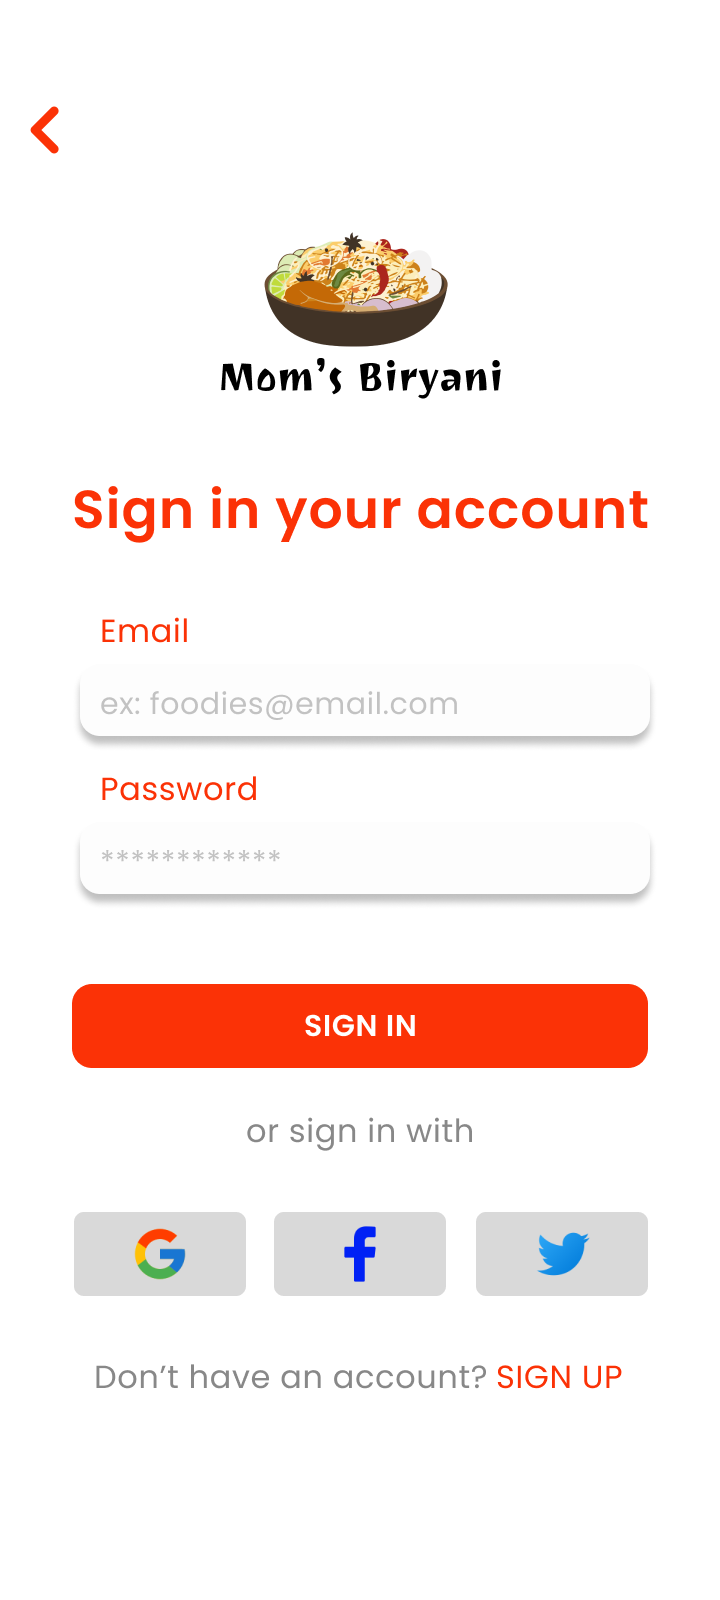 Mom’s Biryani
Sign in your account
Email
ex: foodies@email.com
Password
************
SIGN IN
or sign in with
Don’t have an account? SIGN UP